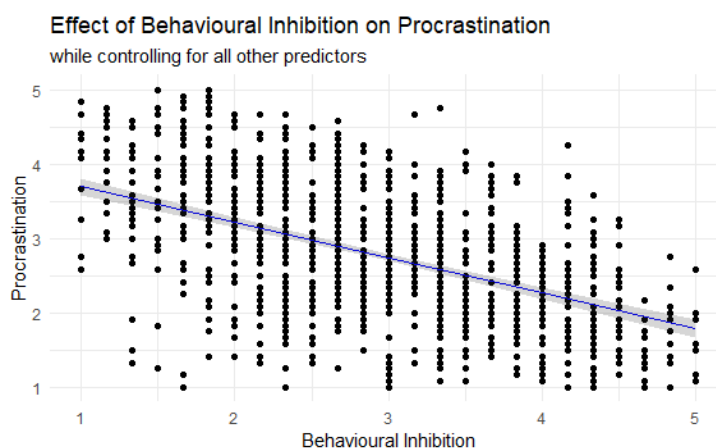 Effect of Behavioural Inhibition on Procrastination
while controlling for all other predictors
5
4
3
2
1
Procrastination
1 2 3 4 5
Behavioural Inhibition